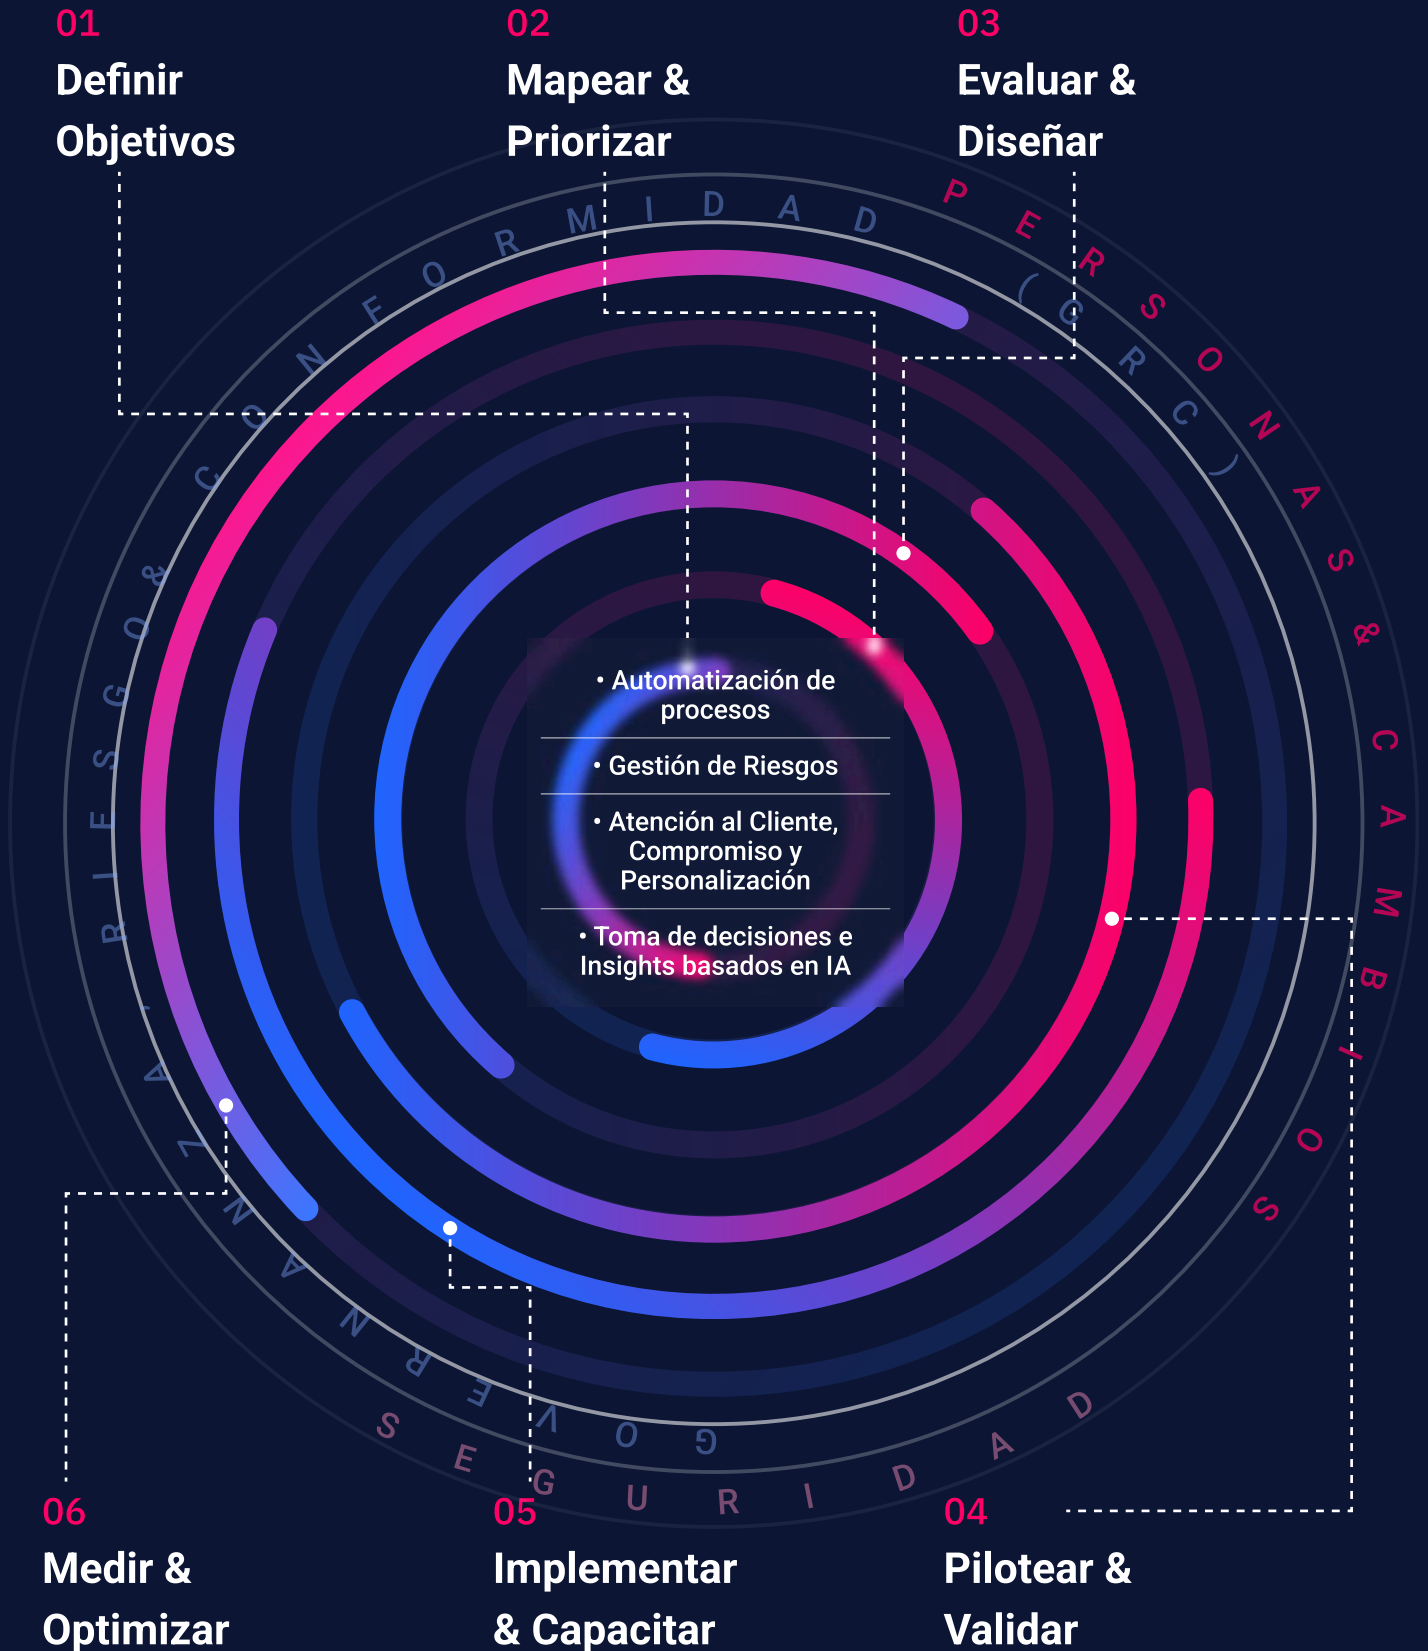 01
Definir
Objetivos
02
Mapear &
Priorizar
03
Evaluar &
Diseñar
GOVERNANZA, RIESGO & CONFORMIDAD (GRC)
PERSONAS & CAMBIOS
SEGURIDAD
• Automatización de
procesos
• Gestión de Riesgos
• Atención al Cliente,
Compromiso y
Personalización
• Toma de decisiones e
Insights basados en IA
06
Medir &
Optimizar
05
Implementar
& Capacitar
04
Pilotear &
Validar